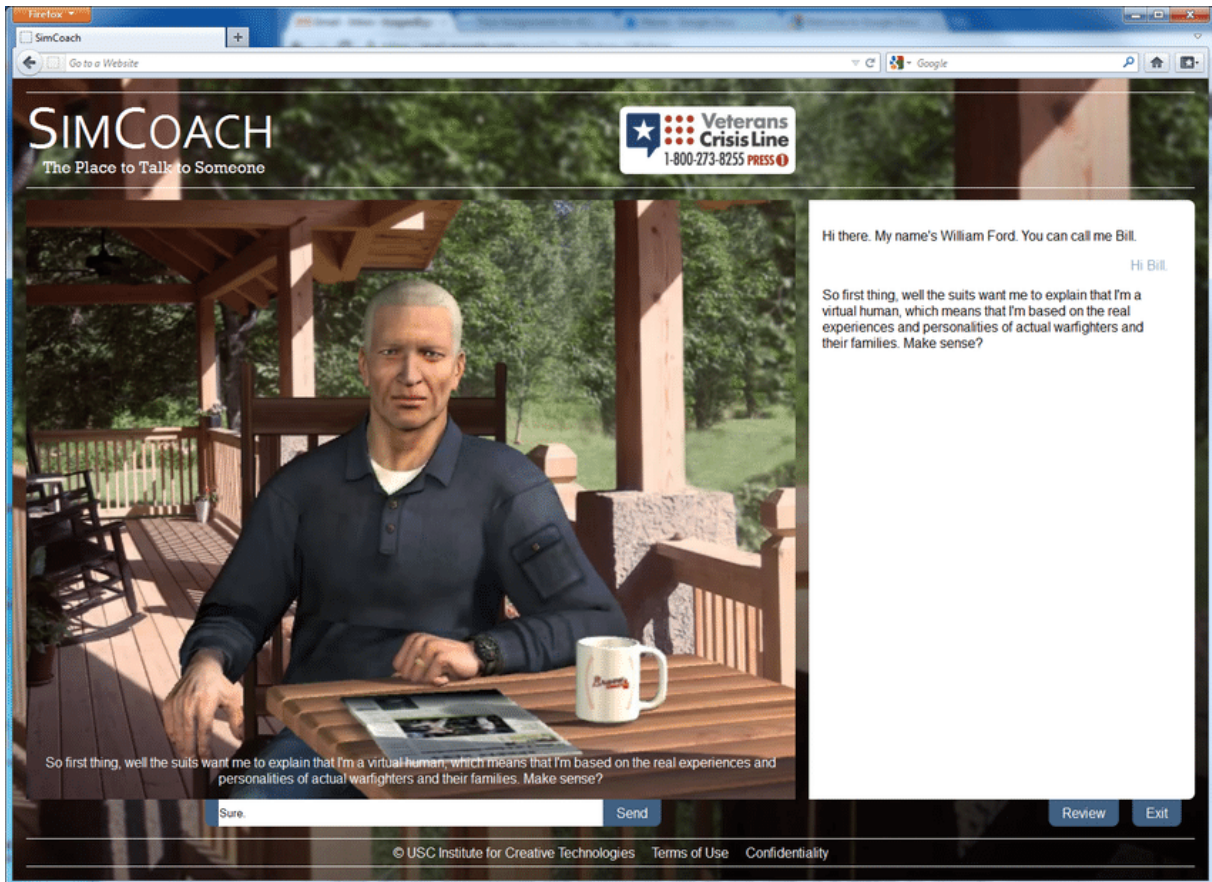 Firefox
SimCoach
+
Go to a Website
Google
SIMCOACH
The Place to Talk to Someone
Veterans
Crisis Line
1-800-273-8255 PRESS 1
Hi there. My name's William Ford. You can call me Bill.
Hi Bill.
So first thing, well the suits want me to explain that I'm a
virtual human, which means that I'm based on the real
experiences and personalities of actual warfighters and
their families. Make sense?
Braves
So first thing, well the suits want me to explain that I'm a virtual human, which means that I'm based on the real experiences and
personalities of actual warfighters and their families. Make sense?
Sure.
Send
Review
Exit
© USC Institute for Creative Technologies Terms of Use Confidentiality